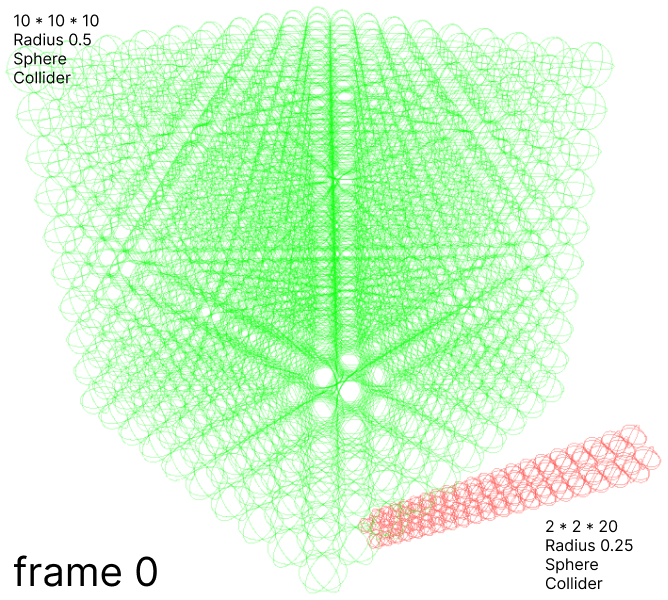 10 * 10 * 10
Radius 0.5
Sphere
Collider
2 * 2 * 20
Radius 0.25
Sphere
Collider
frame 0